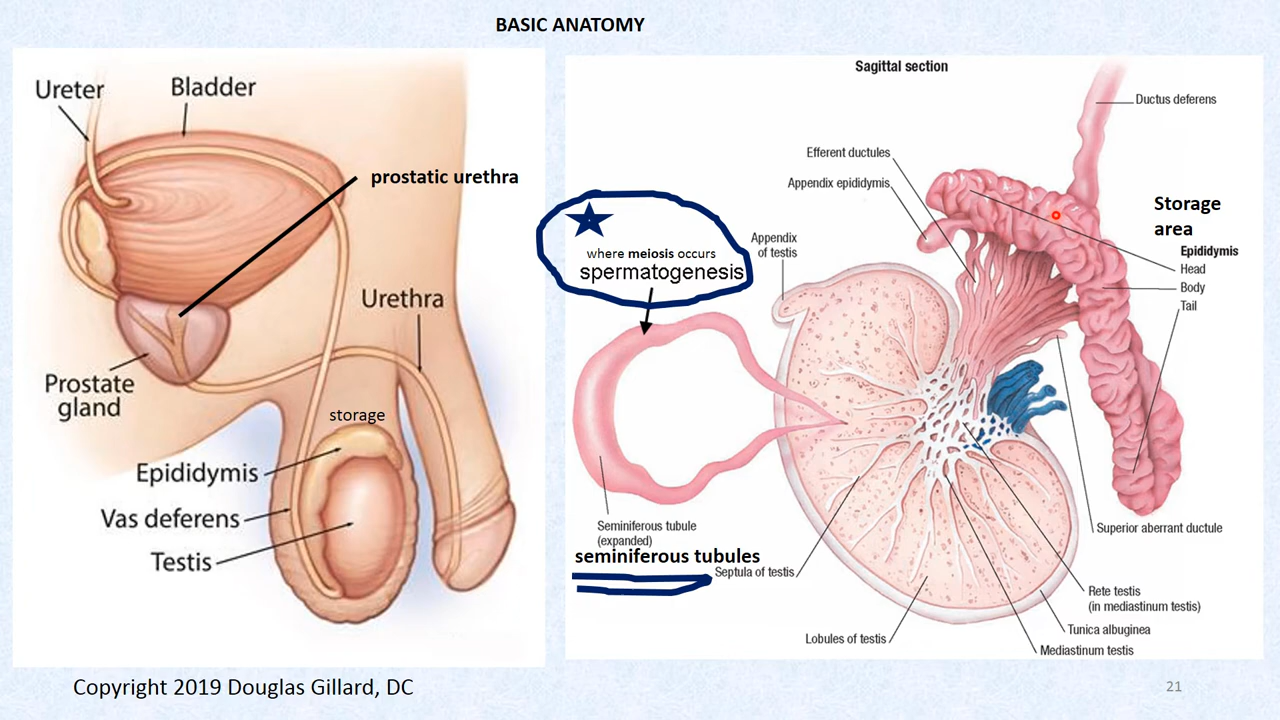 BASIC ANATOMY
Ureter
Bladder
prostatic urethra
Urethra
Prostate
gland
storage
Epididymis
Vas deferens
Testis
Sagittal section
Ductus deferens
Efferent ductules
Appendix epididymis
Storage
area
Appendix
of testis
where meiosis occurs
spermatogenesis
Epididymis
Head
Body
Tail
Seminiferous tubule
(expanded)
seminiferous tubules
Septula of testis
Superior aberrant ductule
Rete testis
(in mediastinum testis)
Tunica albuginea
Lobules of testis
Mediastinum testis
Copyright 2019 Douglas Gillard, DC
21